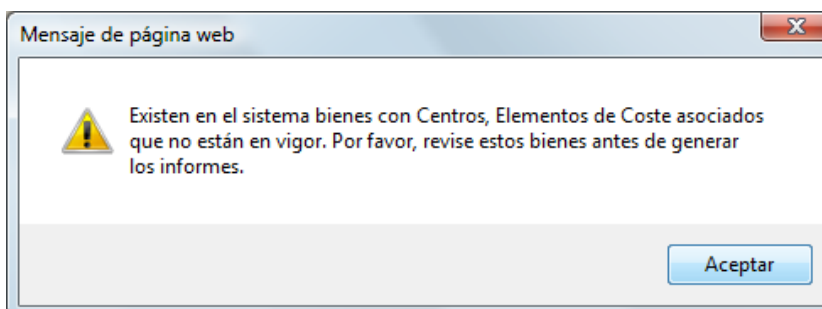 Mensaje de página web
Existen en el sistema bienes con Centros, Elementos de Coste asociados
que no están en vigor. Por favor, revise estos bienes antes de generar
los informes.
Aceptar